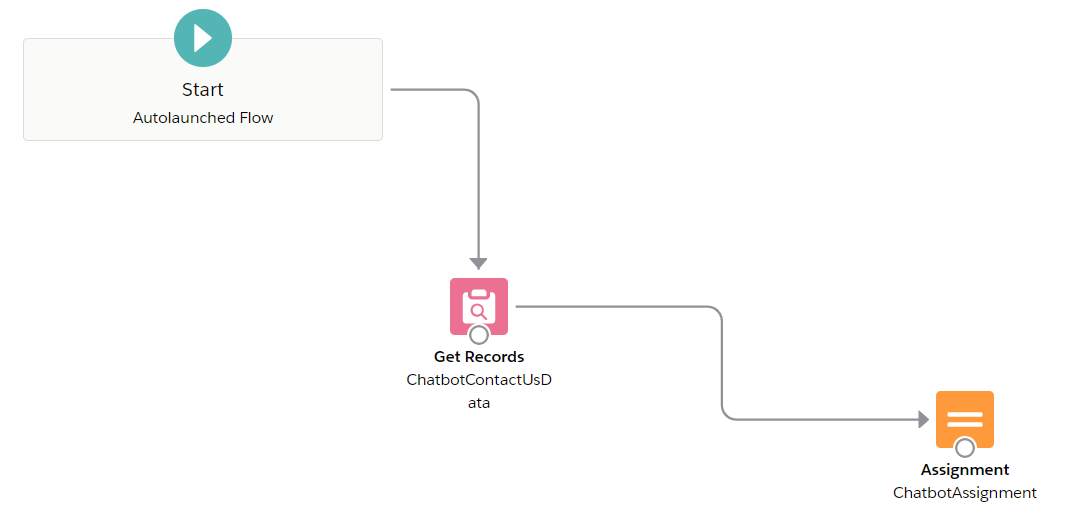 Start
Autolaunched Flow
Get Records
ChatbotContactUsD
ata
Assignment
ChatbotAssignment